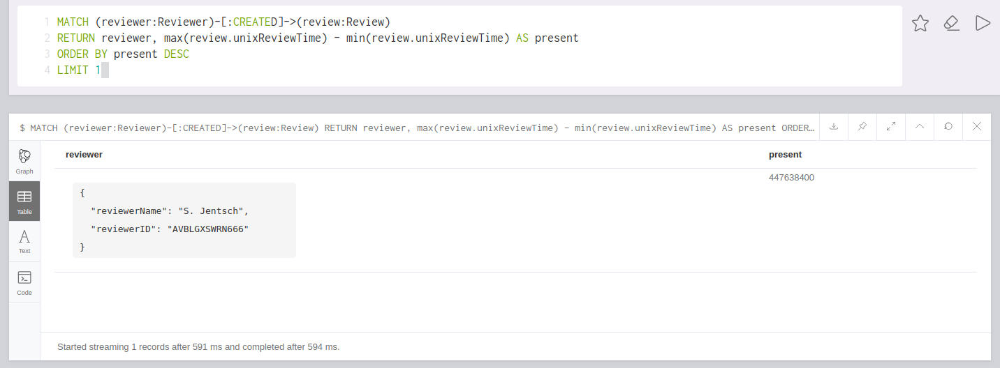 1 MATCH (reviewer:Reviewer)-[:CREATED]->(review:Review)
2 RETURN reviewer, max(review.unixReviewTime) - min(review.unixReviewTime) AS present
3 ORDER BY present DESC
4 LIMIT 1
$ MATCH (reviewer:Reviewer)-[:CREATED]->(review:Review) RETURN reviewer, max(review.unixReviewTime) - min(review.unixReviewTime) AS present ORDER…
Graph
Table
Text
Code
reviewer present
447638400
{
"reviewerName": "S. Jentsch",
"reviewerID": "AVBLGXSWRN666"
}
Started streaming 1 records after 591 ms and completed after 594 ms.